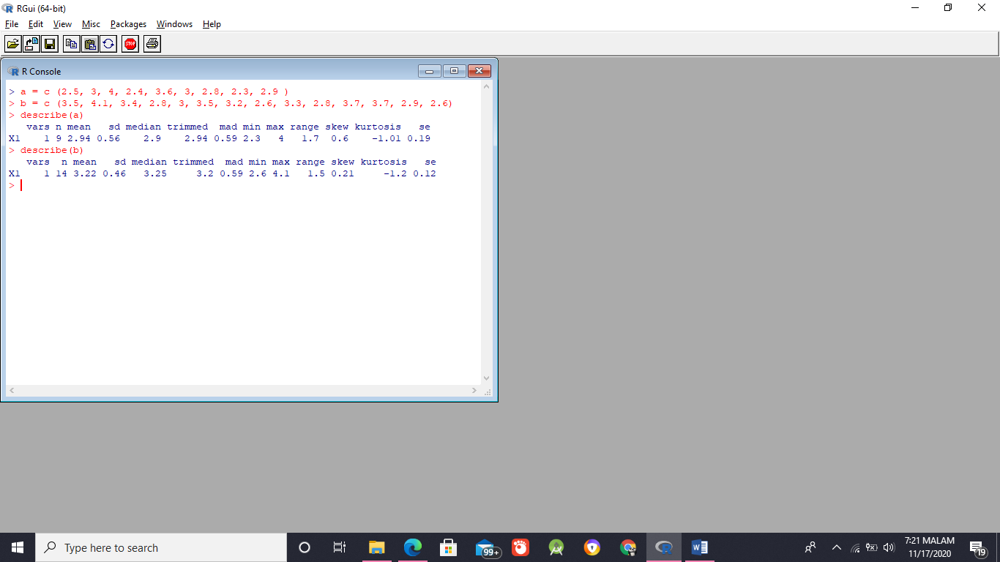 RGui (64-bit)
File Edit View Misc Packages Windows Help
STOP
R Console
> a = c (2.5, 3, 4, 2.4, 3.6, 3, 2.8, 2.3, 2.9 )
> b = c (3.5, 4.1, 3.4, 2.8, 3, 3.5, 3.2, 2.6, 3.3, 2.8, 3.7, 3.7, 2.9, 2.6)
> describe(a)
   vars n mean   sd median trimmed  mad min max range skew kurtosis   se
X1    1 9 2.94 0.56    2.9    2.94 0.59 2.3   4   1.7  0.6    -1.01 0.19
> describe(b)
   vars  n mean   sd median trimmed  mad min max range skew kurtosis   se
X1    1 14 3.22 0.46   3.25     3.2 0.59 2.6 4.1   1.5 0.21     -1.2 0.12
>
Type here to search
99+
7:21 MALAM
11/17/2020
19